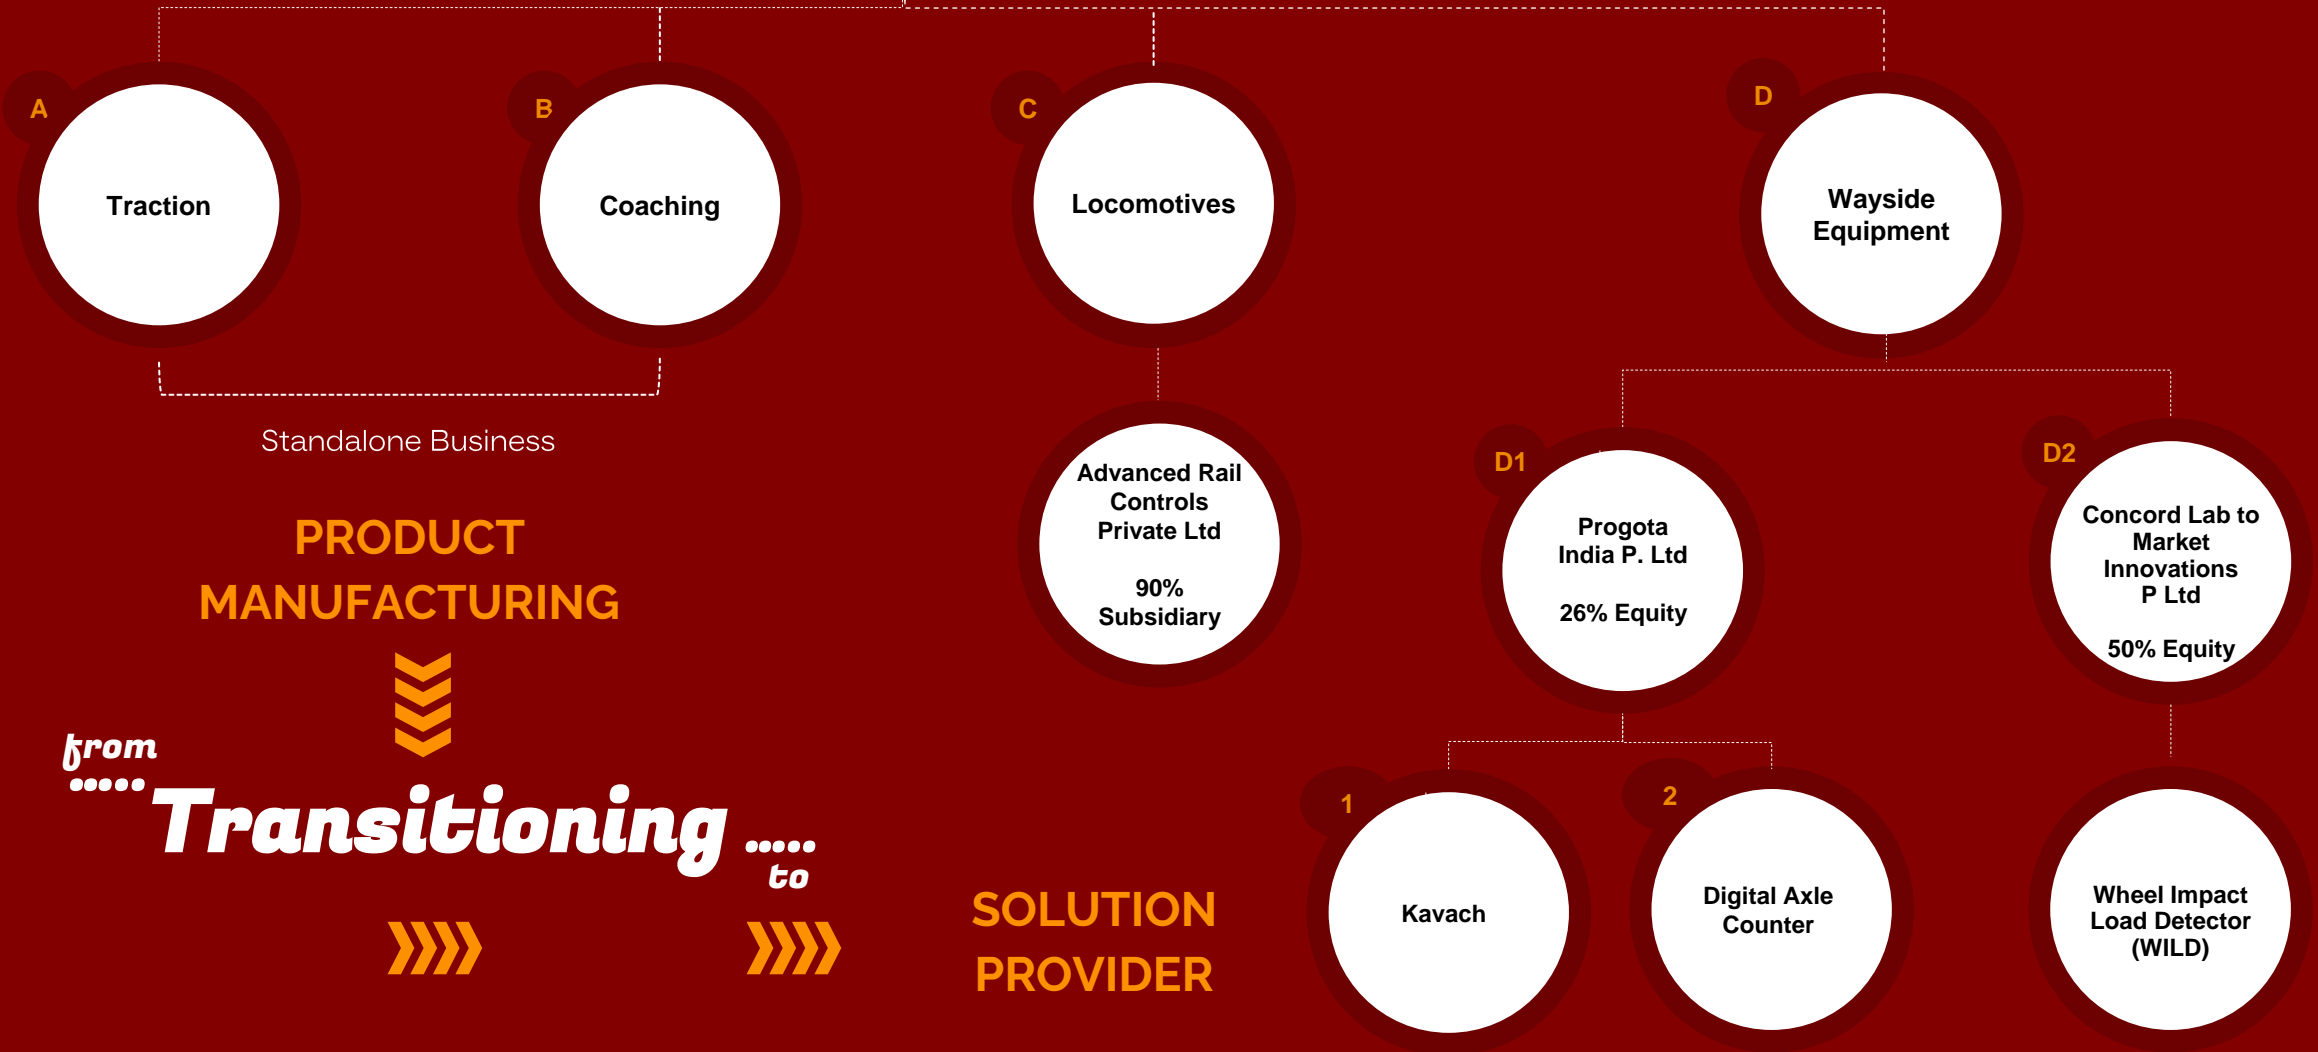 A
Traction
B
Coaching
C
Locomotives
D
Wayside
Equipment
Standalone Business
PRODUCT
MANUFACTURING
from
.....
Transitioning .....
to
SOLUTION
PROVIDER
Advanced Rail
Controls
Private Ltd
90%
Subsidiary
D1
Progota
India P. Ltd
26% Equity
D2
Concord Lab to
Market
Innovations
P Ltd
50% Equity
1
Kavach
2
Digital Axle
Counter
Wheel Impact
Load Detector
(WILD)